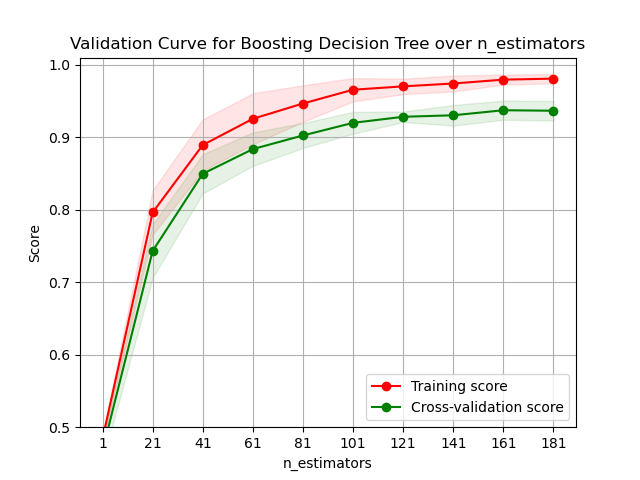 Validation Curve for Boosting Decision Tree over n_estimators
1.0
0.9
0.8
0.7
0.6
0.5
Score
Training score
Cross-validation score
1 21 41 61 81 101 121 141 161 181
n_estimators